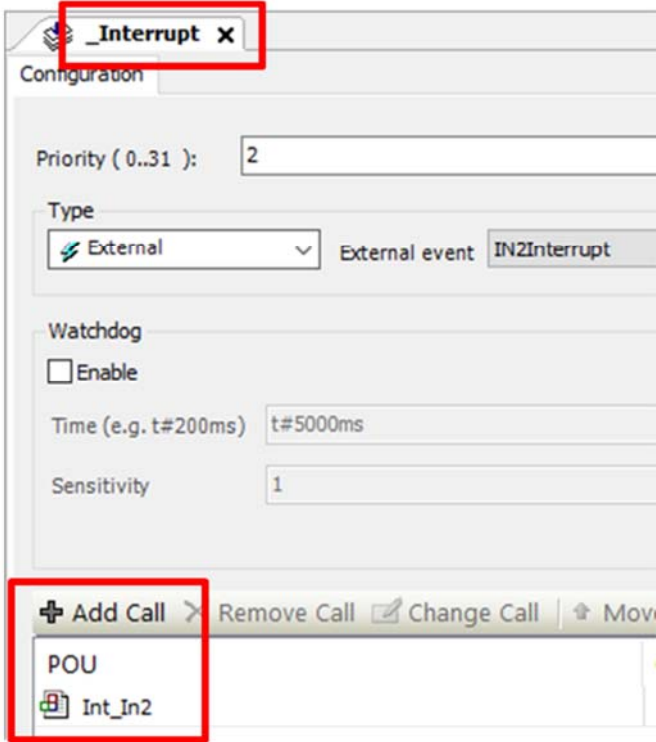 _Interrupt x
Configuration
Priority ( 0..31 ): 2
Type
External External event IN2Interrupt
Watchdog
Enable
Time (e.g. t#200ms) t#5000ms
Sensitivity 1
Add Call Remove Call Change Call
POU
Int_In2